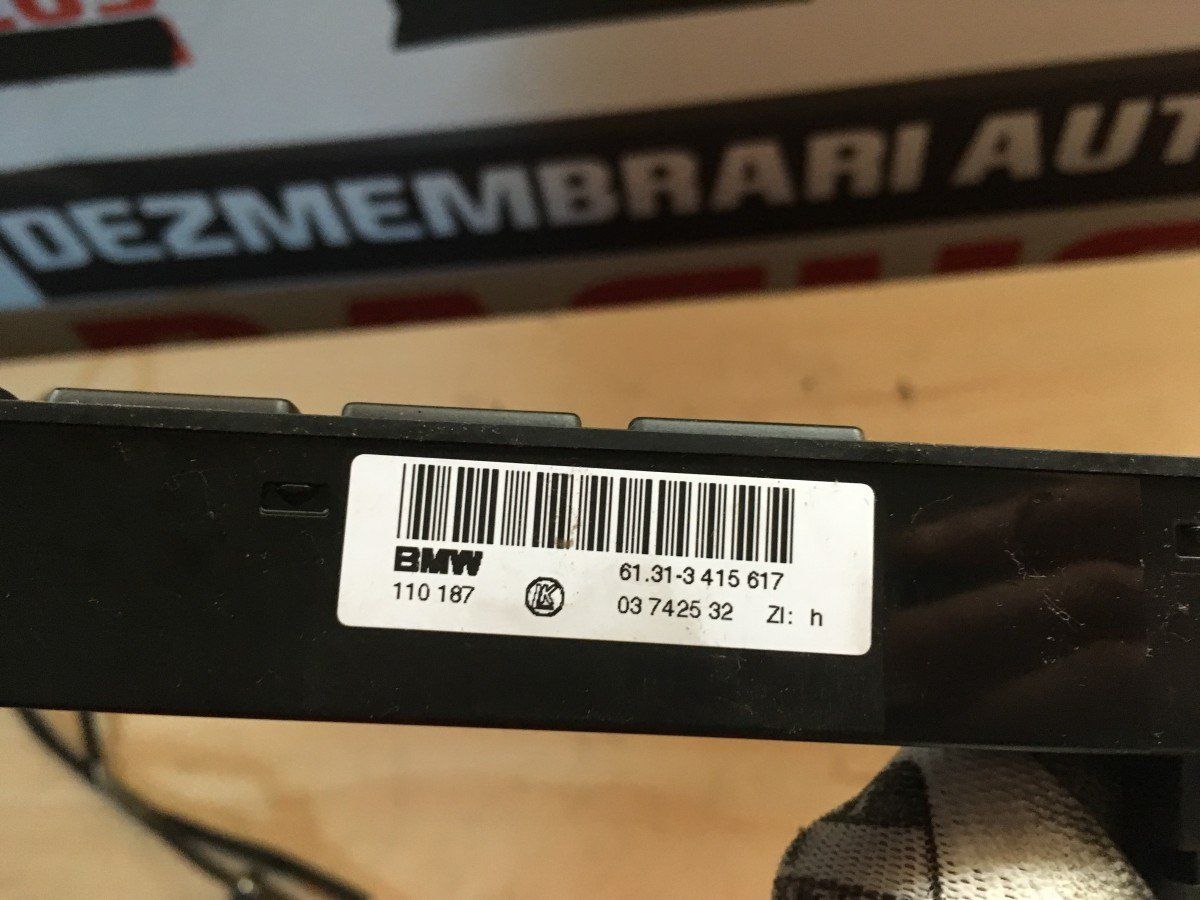 DEZMEMBRARI AUT
BMW
61.31-3 415 617
110 187
03 7425 32
ZI: h